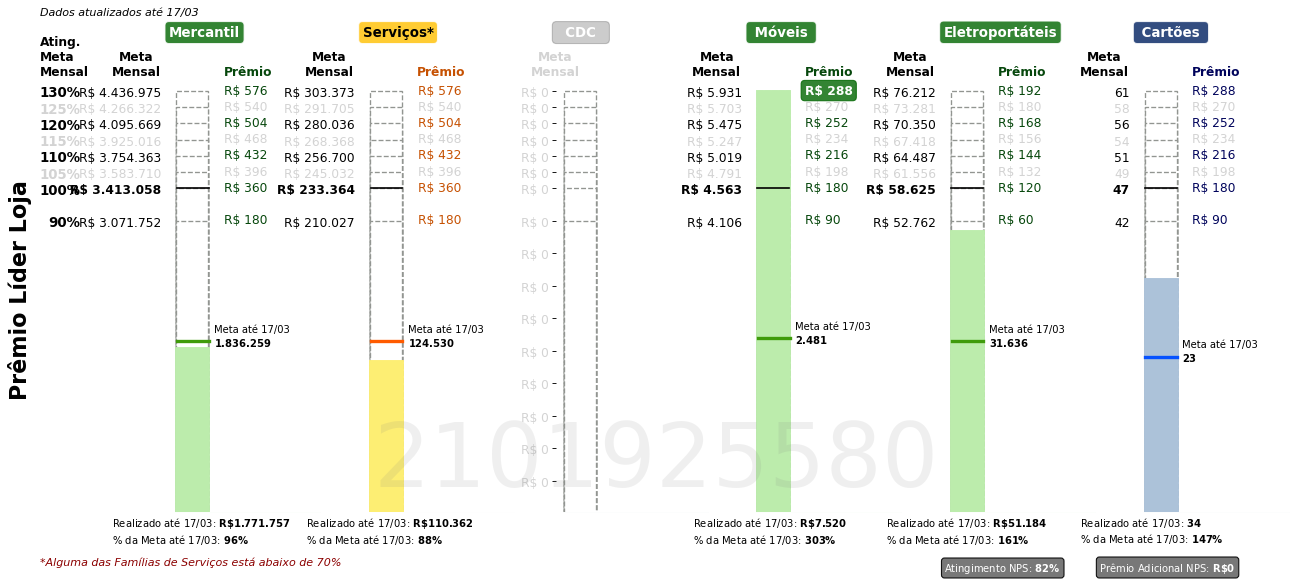 Dados atualizados até 17/03
Mercantil Serviços* CDC Móveis Eletroportáteis Cartões
Ating.
Meta Meta Meta Meta Meta Meta Meta
Mensal Mensal Prêmio Mensal Prêmio Mensal Mensal Prêmio Mensal Prêmio Mensal Prêmio
130% R$ 4.436.975 R$ 576 R$ 303.373 R$ 576 R$ 0 R$ 5.931 R$ 288 R$ 76.212 R$ 192 61 R$ 288
125% R$ 4.266.322 R$ 540 R$ 291.705 R$ 540 R$ 0 R$ 5.703 R$ 270 R$ 73.281 R$ 180 58 R$ 270
120% R$ 4.095.669 R$ 504 R$ 280.036 R$ 504 R$ 0 R$ 5.475 R$ 252 R$ 70.350 R$ 168 56 R$ 252
115% R$ 3.925.016 R$ 468 R$ 268.368 R$ 468 R$ 0 R$ 5.247 R$ 234 R$ 67.418 R$ 156 54 R$ 234
110% R$ 3.754.363 R$ 432 R$ 256.700 R$ 432 R$ 0 R$ 5.019 R$ 216 R$ 64.487 R$ 144 51 R$ 216
105% R$ 3.583.710 R$ 396 R$ 245.032 R$ 396 R$ 0 R$ 4.791 R$ 198 R$ 61.556 R$ 132 49 R$ 198
100% R$ 3.413.058 R$ 360 R$ 233.364 R$ 360 R$ 0 R$ 4.563 R$ 180 R$ 58.625 R$ 120 47 R$ 180
90% R$ 3.071.752 R$ 180 R$ 210.027 R$ 180 R$ 0 R$ 4.106 R$ 90 R$ 52.762 R$ 60 42 R$ 90
R$ 0
R$ 0
R$ 0
R$ 0
R$ 0
R$ 0
R$ 0
R$ 0
Prêmio Líder Loja
Meta até 17/03 Meta até 17/03 Meta até 17/03 Meta até 17/03 Meta até 17/03
1.836.259 124.530 2.481 31.636 23
2101925580
Realizado até 17/03: R$1.771.757 Realizado até 17/03: R$110.362 Realizado até 17/03: R$7.520 Realizado até 17/03: R$51.184 Realizado até 17/03: 34
% da Meta até 17/03: 96% % da Meta até 17/03: 88% % da Meta até 17/03: 303% % da Meta até 17/03: 161% % da Meta até 17/03: 147%
*Alguma das Famílias de Serviços está abaixo de 70% Atingimento NPS: 82% Prêmio Adicional NPS: R$0